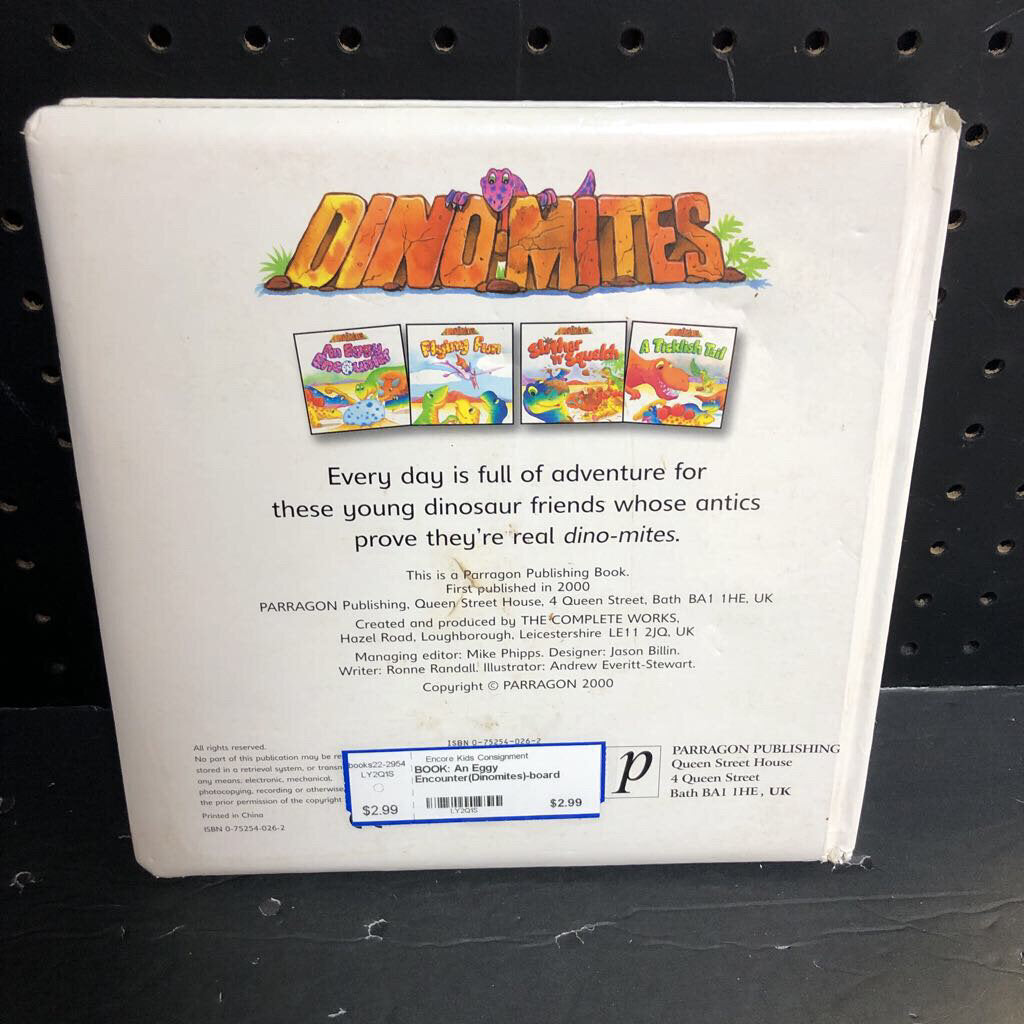 DINO-MITES
An Eggy
Encounter
Flying Fun
Slither
'n' Squelch
A Ticklish Tail
Every day is full of adventure for
these young dinosaur friends whose antics
prove they're real dino-mites.
This is a Parragon Publishing Book.
First published in 2000
PARRAGON Publishing, Queen Street House, 4 Queen Street, Bath BA1 1HE, UK
Created and produced by THE COMPLETE WORKS,
Hazel Road, Loughborough, Leicestershire LE11 2JQ, UK
Managing editor: Mike Phipps. Designer: Jason Billin.
Writer: Ronne Randall. Illustrator: Andrew Everitt-Stewart.
Copyright © PARRAGON 2000
All rights reserved.
No part of this publication may be re
stored in a retrieval system, or transm
any means, electronic, mechanical,
photocopying, recording or otherwise,
the prior permission of the copyright
Printed in China
ISBN 0-75254-026-2
ISBN 0-75254-026-2
books22-2954
LY2Q1S
$2.99
Encore Kids Consignment
BOOK: An Eggy
Encounter(Dinomites)-board
LY2Q1S
$2.99
p
PARRAGON PUBLISHING
Queen Street House
4 Queen Street
Bath BA1 1HE, UK